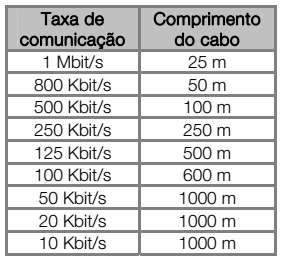 Taxa de comunicação Comprimento do cabo
1 Mbit/s 25 m
800 Kbit/s 50 m
500 Kbit/s 100 m
250 Kbit/s 250 m
125 Kbit/s 500 m
100 Kbit/s 600 m
50 Kbit/s 1000 m
20 Kbit/s 1000 m
10 Kbit/s 1000 m